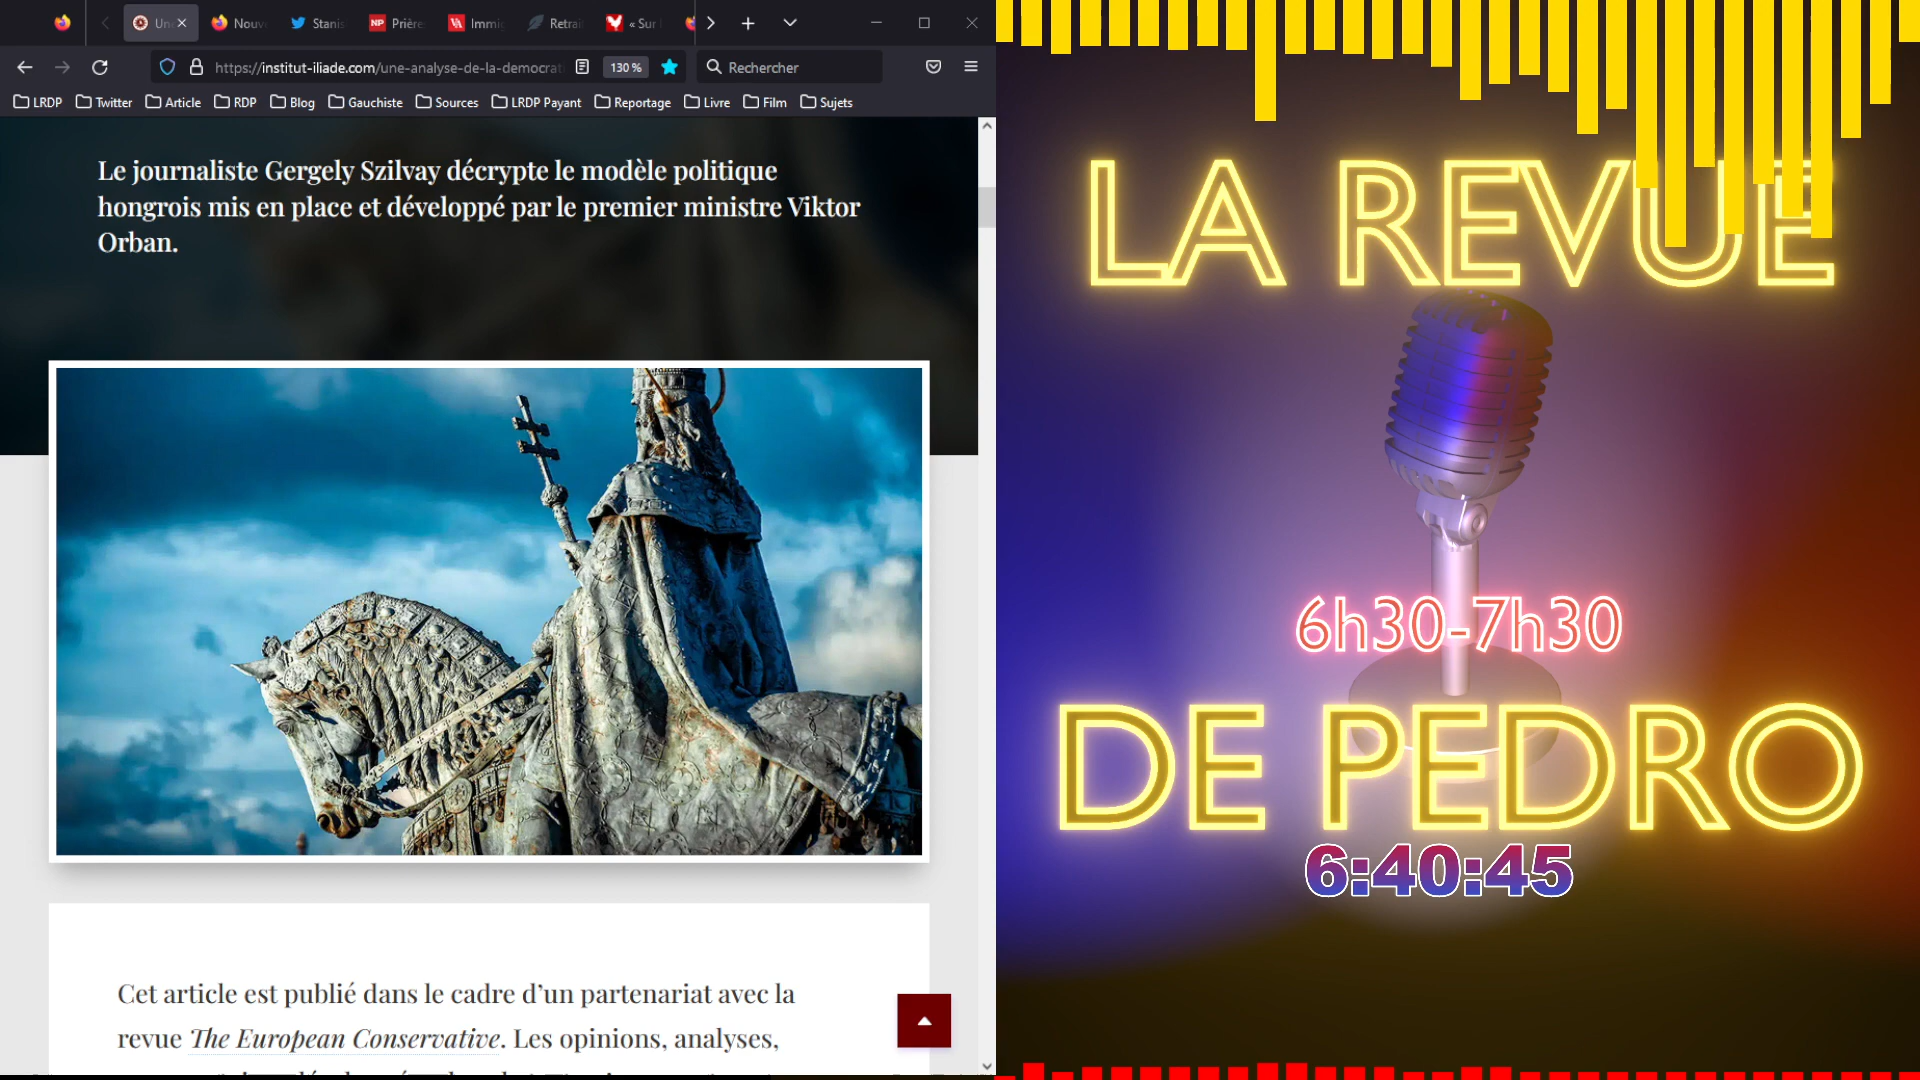 Un
Nouv
Stanis
Prière
Immig
Retrai
« Sur
https://institut-iliade.com/une-analyse-de-la-democrat
130 %
Rechercher
LRDP
Twitter
Article
RDP
Blog
Gauchiste
Sources
LRDP Payant
Reportage
Livre
Film
Sujets
Le journaliste Gergely Szilvay décrypte le modèle politique
hongrois mis en place et développé par le premier ministre Viktor
Orban.
Cet article est publié dans le cadre d'un partenariat avec la
revue The European Conservative. Les opinions, analyses,
LA REVUE
6h30-7h30
DE PEDRO
6:40:45